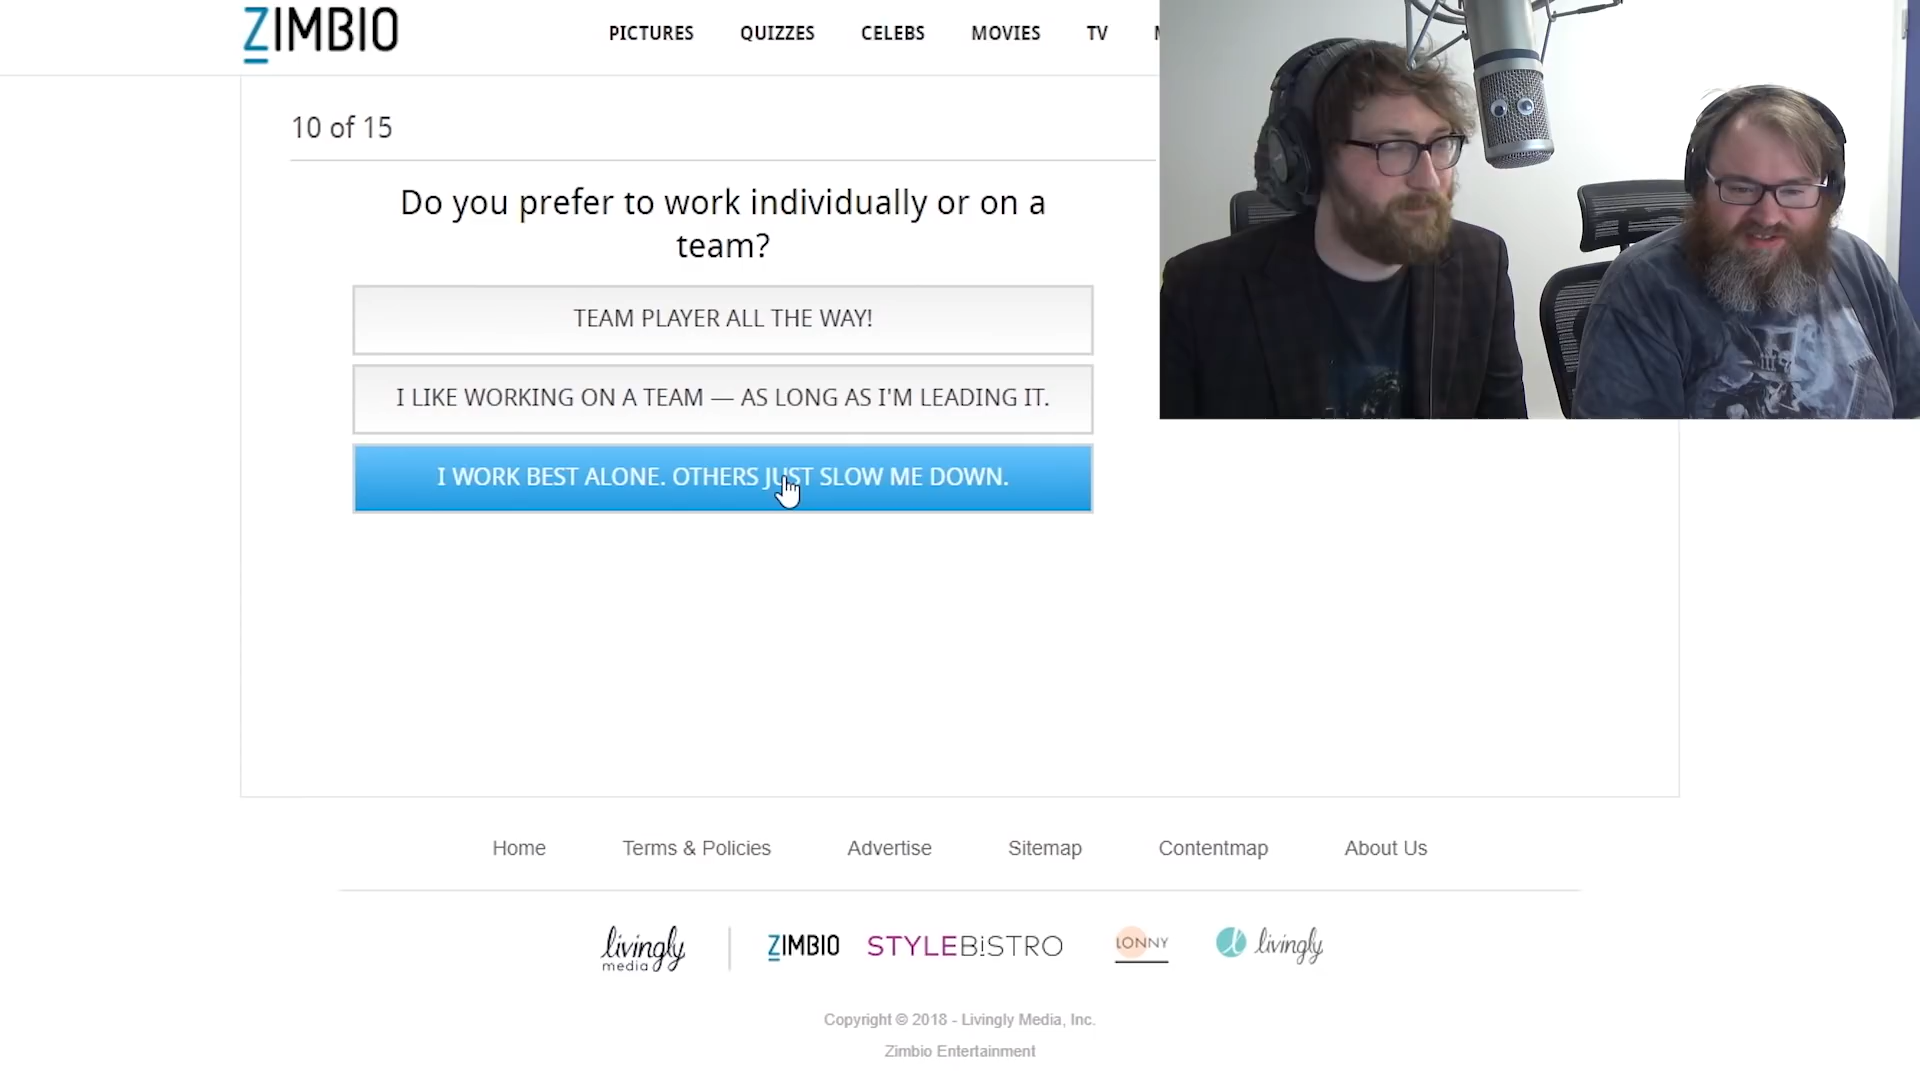 ZIMBIO
PICTURES QUIZZES CELEBS MOVIES TV
10 of 15
Do you prefer to work individually or on a
team?
TEAM PLAYER ALL THE WAY!
I LIKE WORKING ON A TEAM — AS LONG AS I'M LEADING IT.
I WORK BEST ALONE. OTHERS JUST SLOW ME DOWN.
Home Terms & Policies Advertise Sitemap Contentmap About Us
livingly media ZIMBIO STYLEBiSTRO LONNY livingly
Copyright © 2018 - Livingly Media, Inc.
Zimbio Entertainment